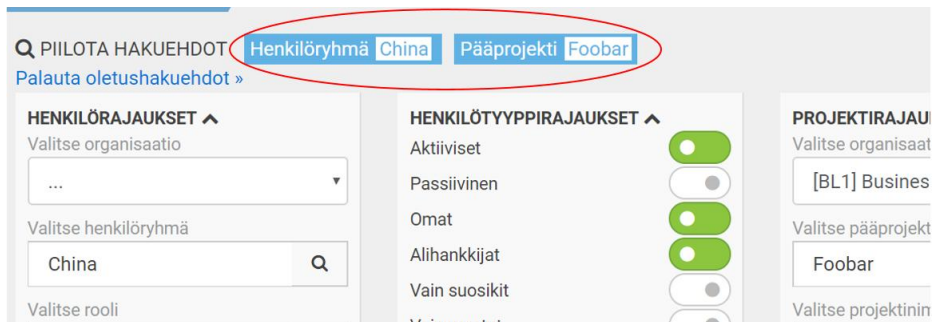 PIILOTA HAKUEHDOT Henkilöryhmä China Pääprojekti Foobar
Palauta oletushakuehdot »
HENKILÖRAJAUKSET
Valitse organisaatio
...
Valitse henkilöryhmä
China
Valitse rooli
HENKILÖTYYPPIRAJAUKSET
Aktiiviset
Passiivinen
Omat
Alihankkijat
Vain suosikit
PROJEKTIRAJAU
Valitse organisaat
[BL1] Busines
Valitse pääprojekt
Foobar
Valitse projektinim